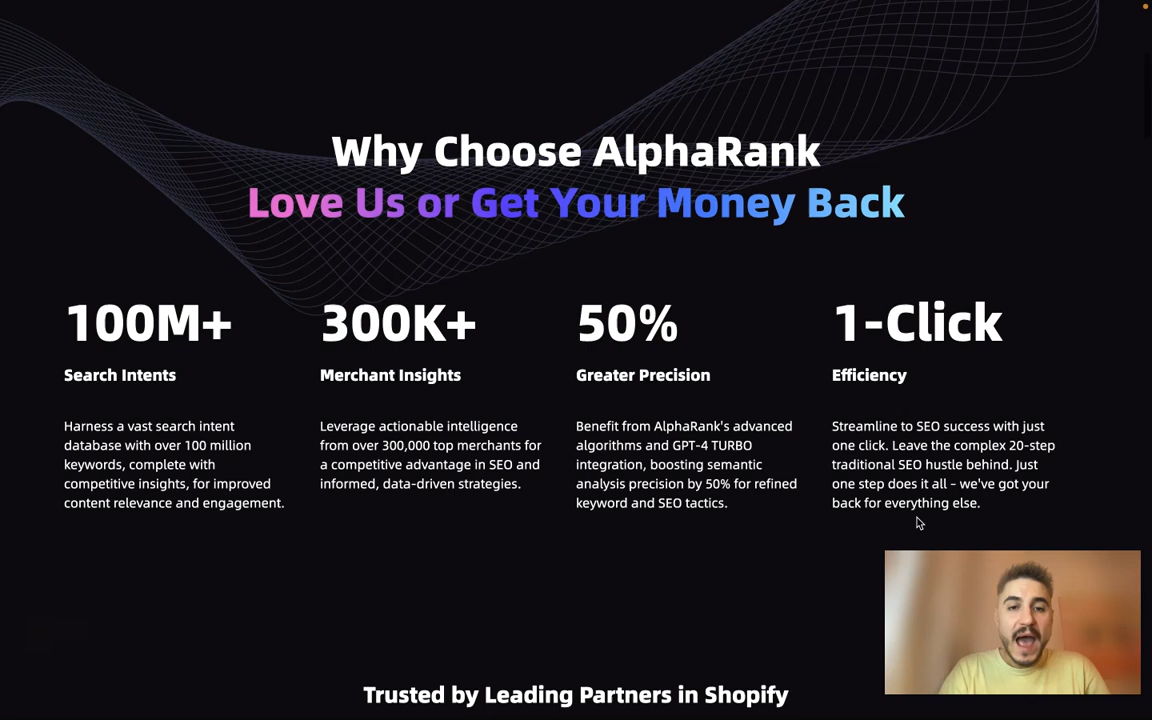 Why Choose AlphaRank
Love Us or Get Your Money Back
100M+
Search Intents
Harness a vast search intent
database with over 100 million
keywords, complete with
competitive insights, for improved
content relevance and engagement.
300K+
Merchant Insights
Leverage actionable intelligence
from over 300,000 top merchants for
a competitive advantage in SEO and
informed, data-driven strategies.
50%
Greater Precision
Benefit from AlphaRank's advanced
algorithms and GPT-4 TURBO
integration, boosting semantic
analysis precision by 50% for refined
keyword and SEO tactics.
1-Click
Efficiency
Streamline to SEO success with just
one click. Leave the complex 20-step
traditional SEO hustle behind. Just
one step does it all – we've got your
back for everything else.
Trusted by Leading Partners in Shopify